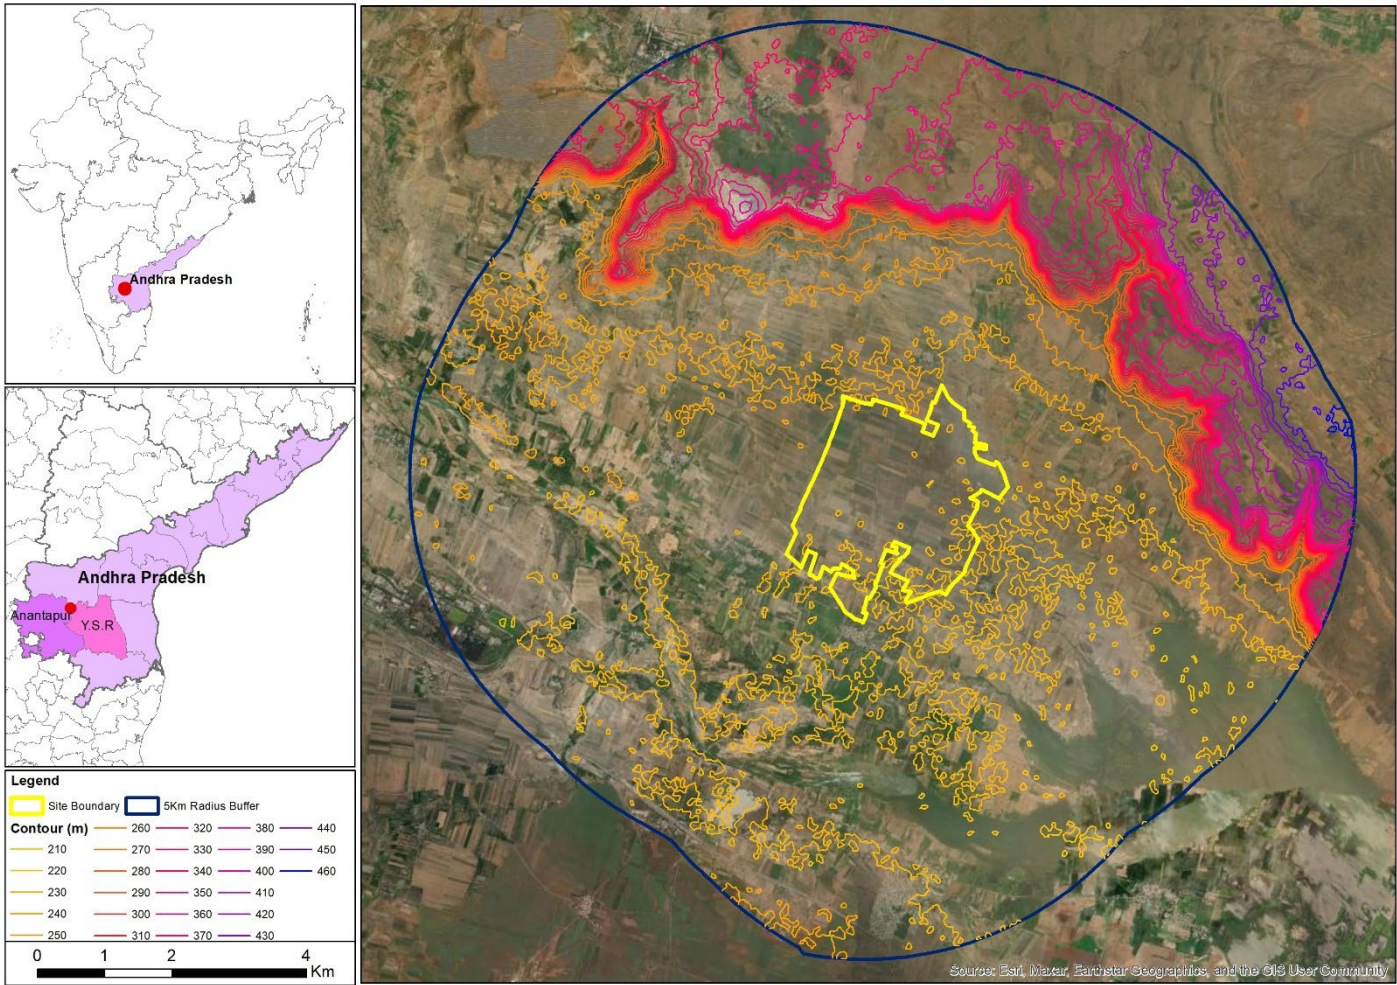 Andhra Pradesh
Andhra Pradesh
Anantapur
Y.S.R
Legend
Site Boundary
5Km Radius Buffer
Contour (m)
260 320 380 440
210 270 330 390 450
220 280 340 400 460
230 290 350 410
240 300 360 420
250 310 370 430
0 1 2 4
Km
Source: Esri, Maxar, Earthstar Geographics, and the GIS User Community